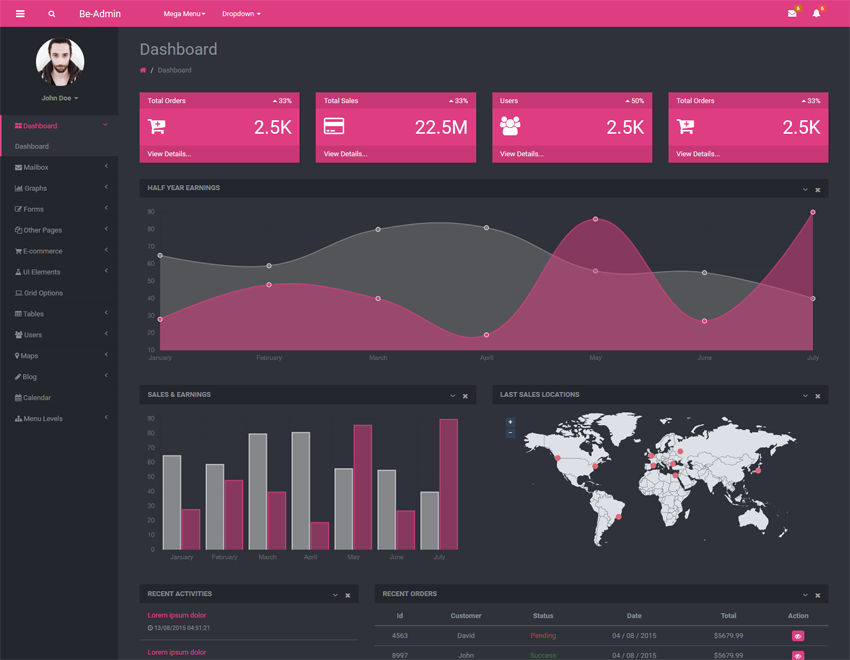 Be-Admin Mega Menu Dropdown 6 6
John Doe
Dashboard
Dashboard
Mailbox
Graphs
Forms
Other Pages
E-commerce
UI Elements
Grid Options
Tables
Users
Maps
Blog
Calendar
Menu Levels
Dashboard
/ Dashboard
Total Orders 33%
2.5K
View Details...
Total Sales 33%
22.5M
View Details...
Users 50%
2.5K
View Details...
Total Orders 33%
2.5K
View Details...
HALF YEAR EARNINGS
90
80
70
60
50
40
30
20
10
January February March April May June July
SALES & EARNINGS
90
80
70
60
50
40
30
20
10
0
January February March April May June July
LAST SALES LOCATIONS
+
−
RECENT ACTIVITIES
Lorem ipsum dolor
13/08/2015 04:51:21
Lorem ipsum dolor
RECENT ORDERS
Id Customer Status Date Total Action
4563 David Pending 04 / 08 / 2015 $5679.99
8997 John Success 04 / 08 / 2015 $5679.99